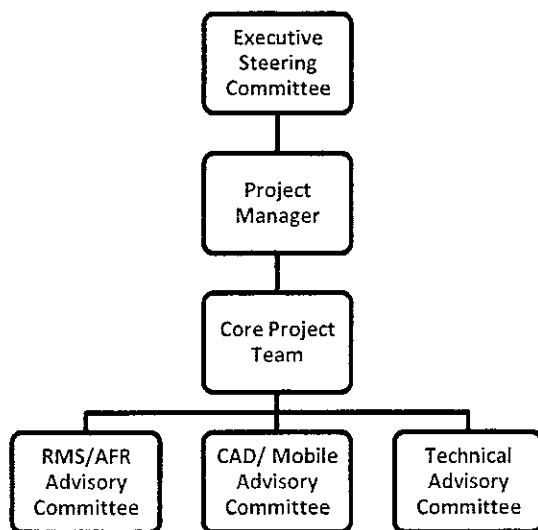 Executive
Steering
Committee
Project
Manager
Core Project
Team
RMS/AFR
Advisory
Committee
CAD/ Mobile
Advisory
Committee
Technical
Advisory
Committee